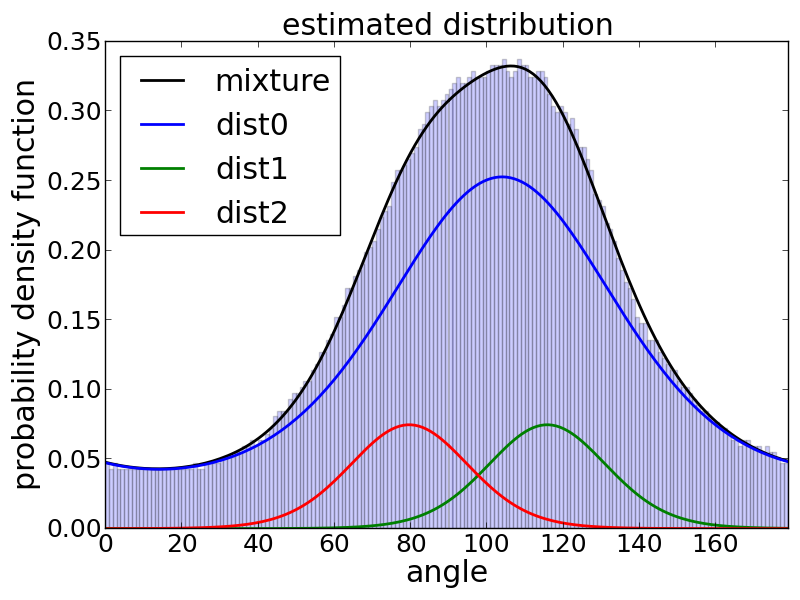 estimated distribution
probability density function
0.35
0.30
0.25
0.20
0.15
0.10
0.05
0.00
mixture
dist0
dist1
dist2
0 20 40 60 80 100 120 140 160
angle